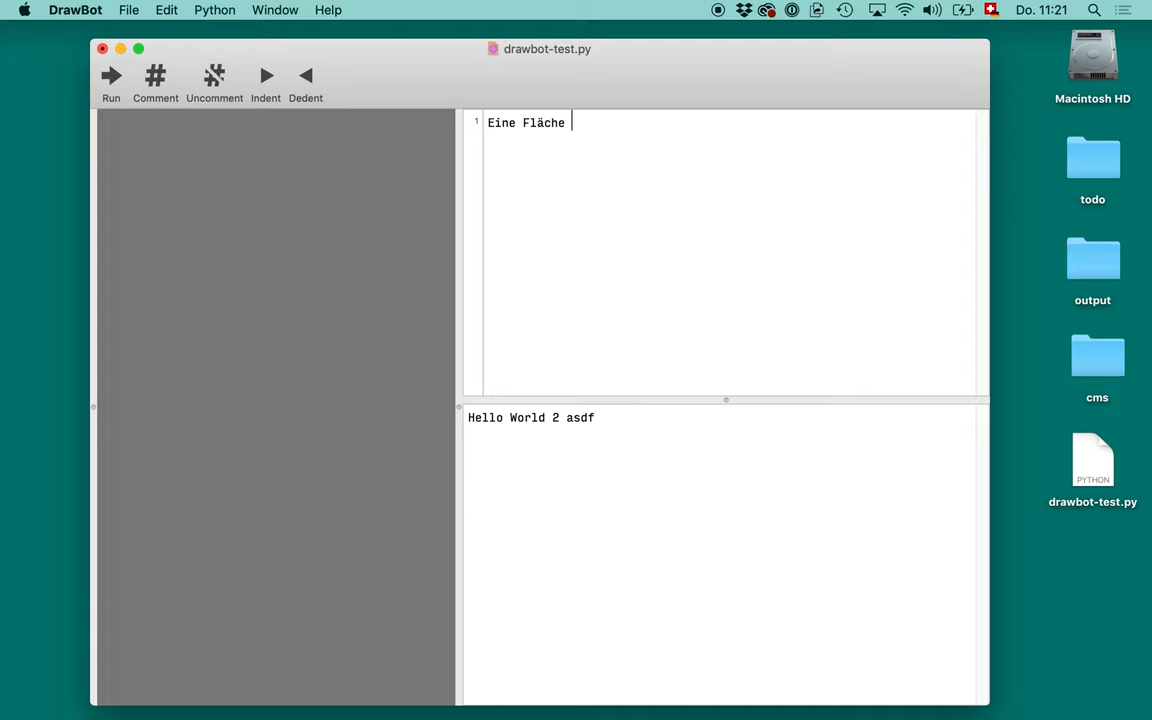 DrawBot File Edit Python Window Help Do. 11:21
drawbot-test.py
Run Comment Uncomment Indent Dedent
1 Eine Fläche
Hello World 2 asdf
Macintosh HD
todo
output
cms
PYTHON
drawbot-test.py